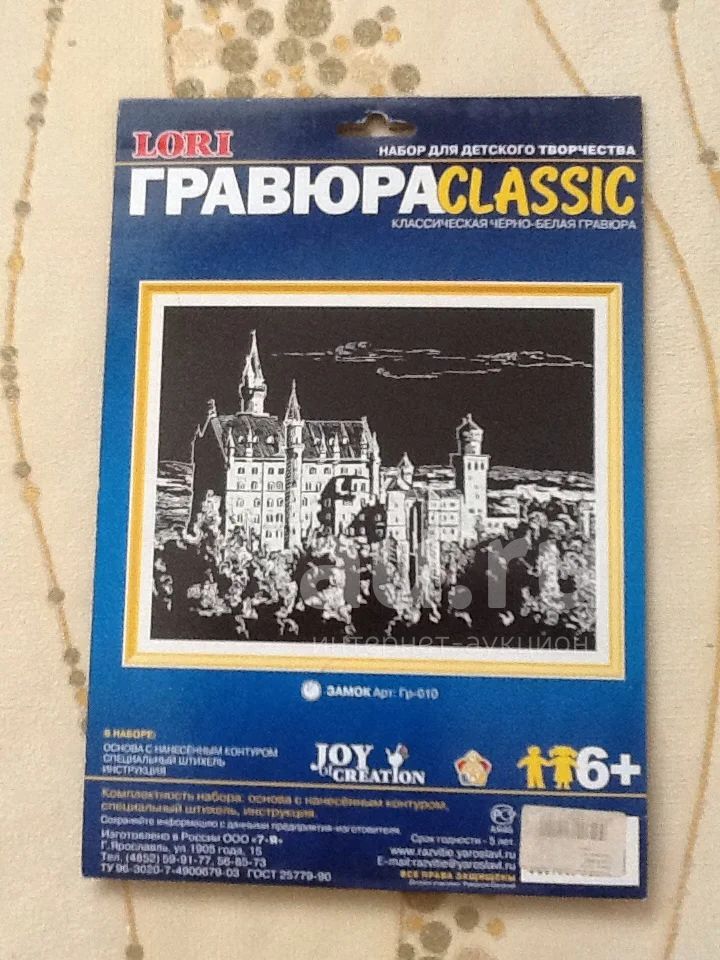 LORI
НАБОР ДЛЯ ДЕТСКОГО ТВОРЧЕСТВА
ГРАВЮРА CLASSIC
КЛАССИЧЕСКАЯ ЧЕРНО-БЕЛАЯ ГРАВЮРА
au.ru
интернет-аукцион
ЗАМОК Арт: Гр-010
В НАБОРЕ:
ОСНОВА С НАНЕСЕННЫМ КОНТУРОМ
СПЕЦИАЛЬНЫЙ ШТИХЕЛЬ
ИНСТРУКЦИЯ
JOY
of CREATION
6+
Комплектность набора: основа с нанесённым контуром,
специальный штихель, инструкция.
Сохраняйте информацию с данными предприятия-изготовителя.
Изготовлено в России ООО «7-Я»
Г.Ярославль, ул 1905 года, 15
Тел. (4852) 59-91-77, 56-85-73
ТУ 96-3020-7-4900679-03 ГОСТ 25779-90
Срок годности - 5 лет.
www.razvitie.yaroslavl.ru
E-mail:razvitie@yaroslavl.ru
ВСЕ ПРАВА ЗАЩИЩЕНЫ